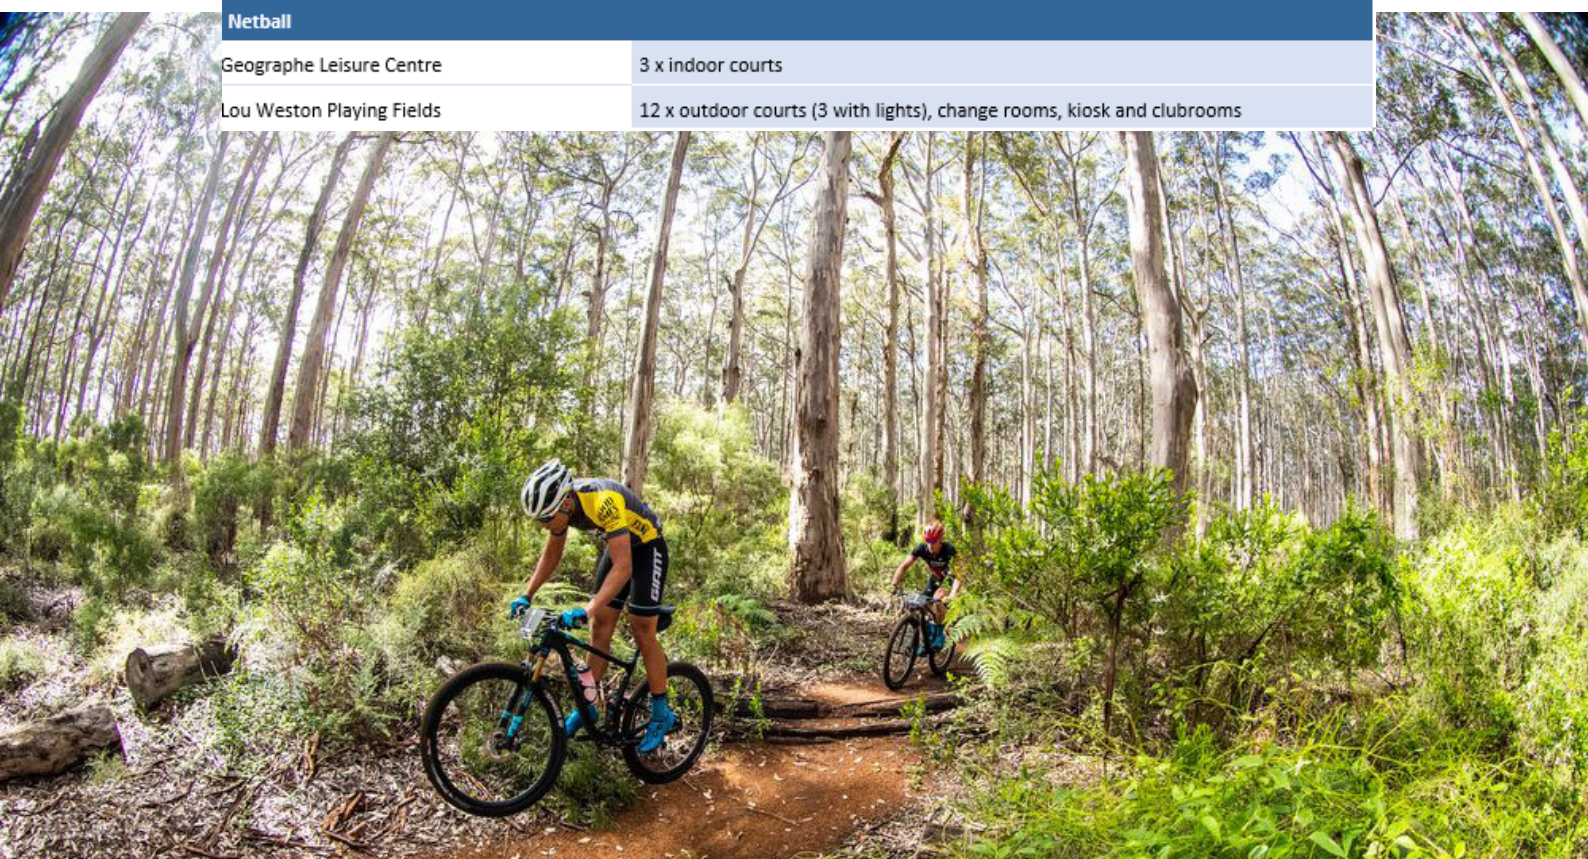 Netball
Geographe Leisure Centre 3 x indoor courts
Lou Weston Playing Fields 12 x outdoor courts (3 with lights), change rooms, kiosk and clubrooms
GIANT